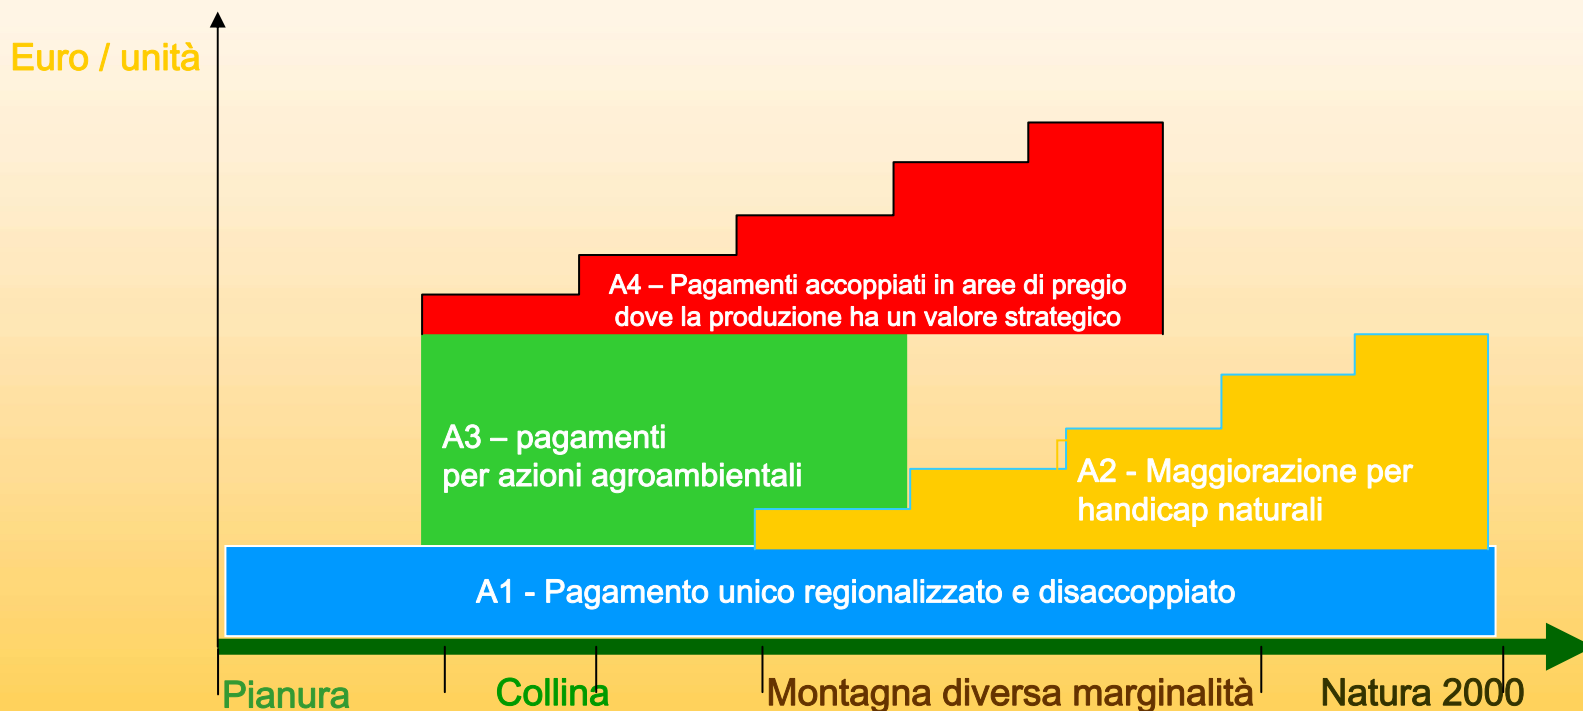 Euro / unità
A4 – Pagamenti accoppiati in aree di pregio
dove la produzione ha un valore strategico
A3 – pagamenti
per azioni agroambientali
A2 - Maggiorazione per
handicap naturali
A1 - Pagamento unico regionalizzato e disaccoppiato
Pianura
Collina
Montagna diversa marginalità
Natura 2000